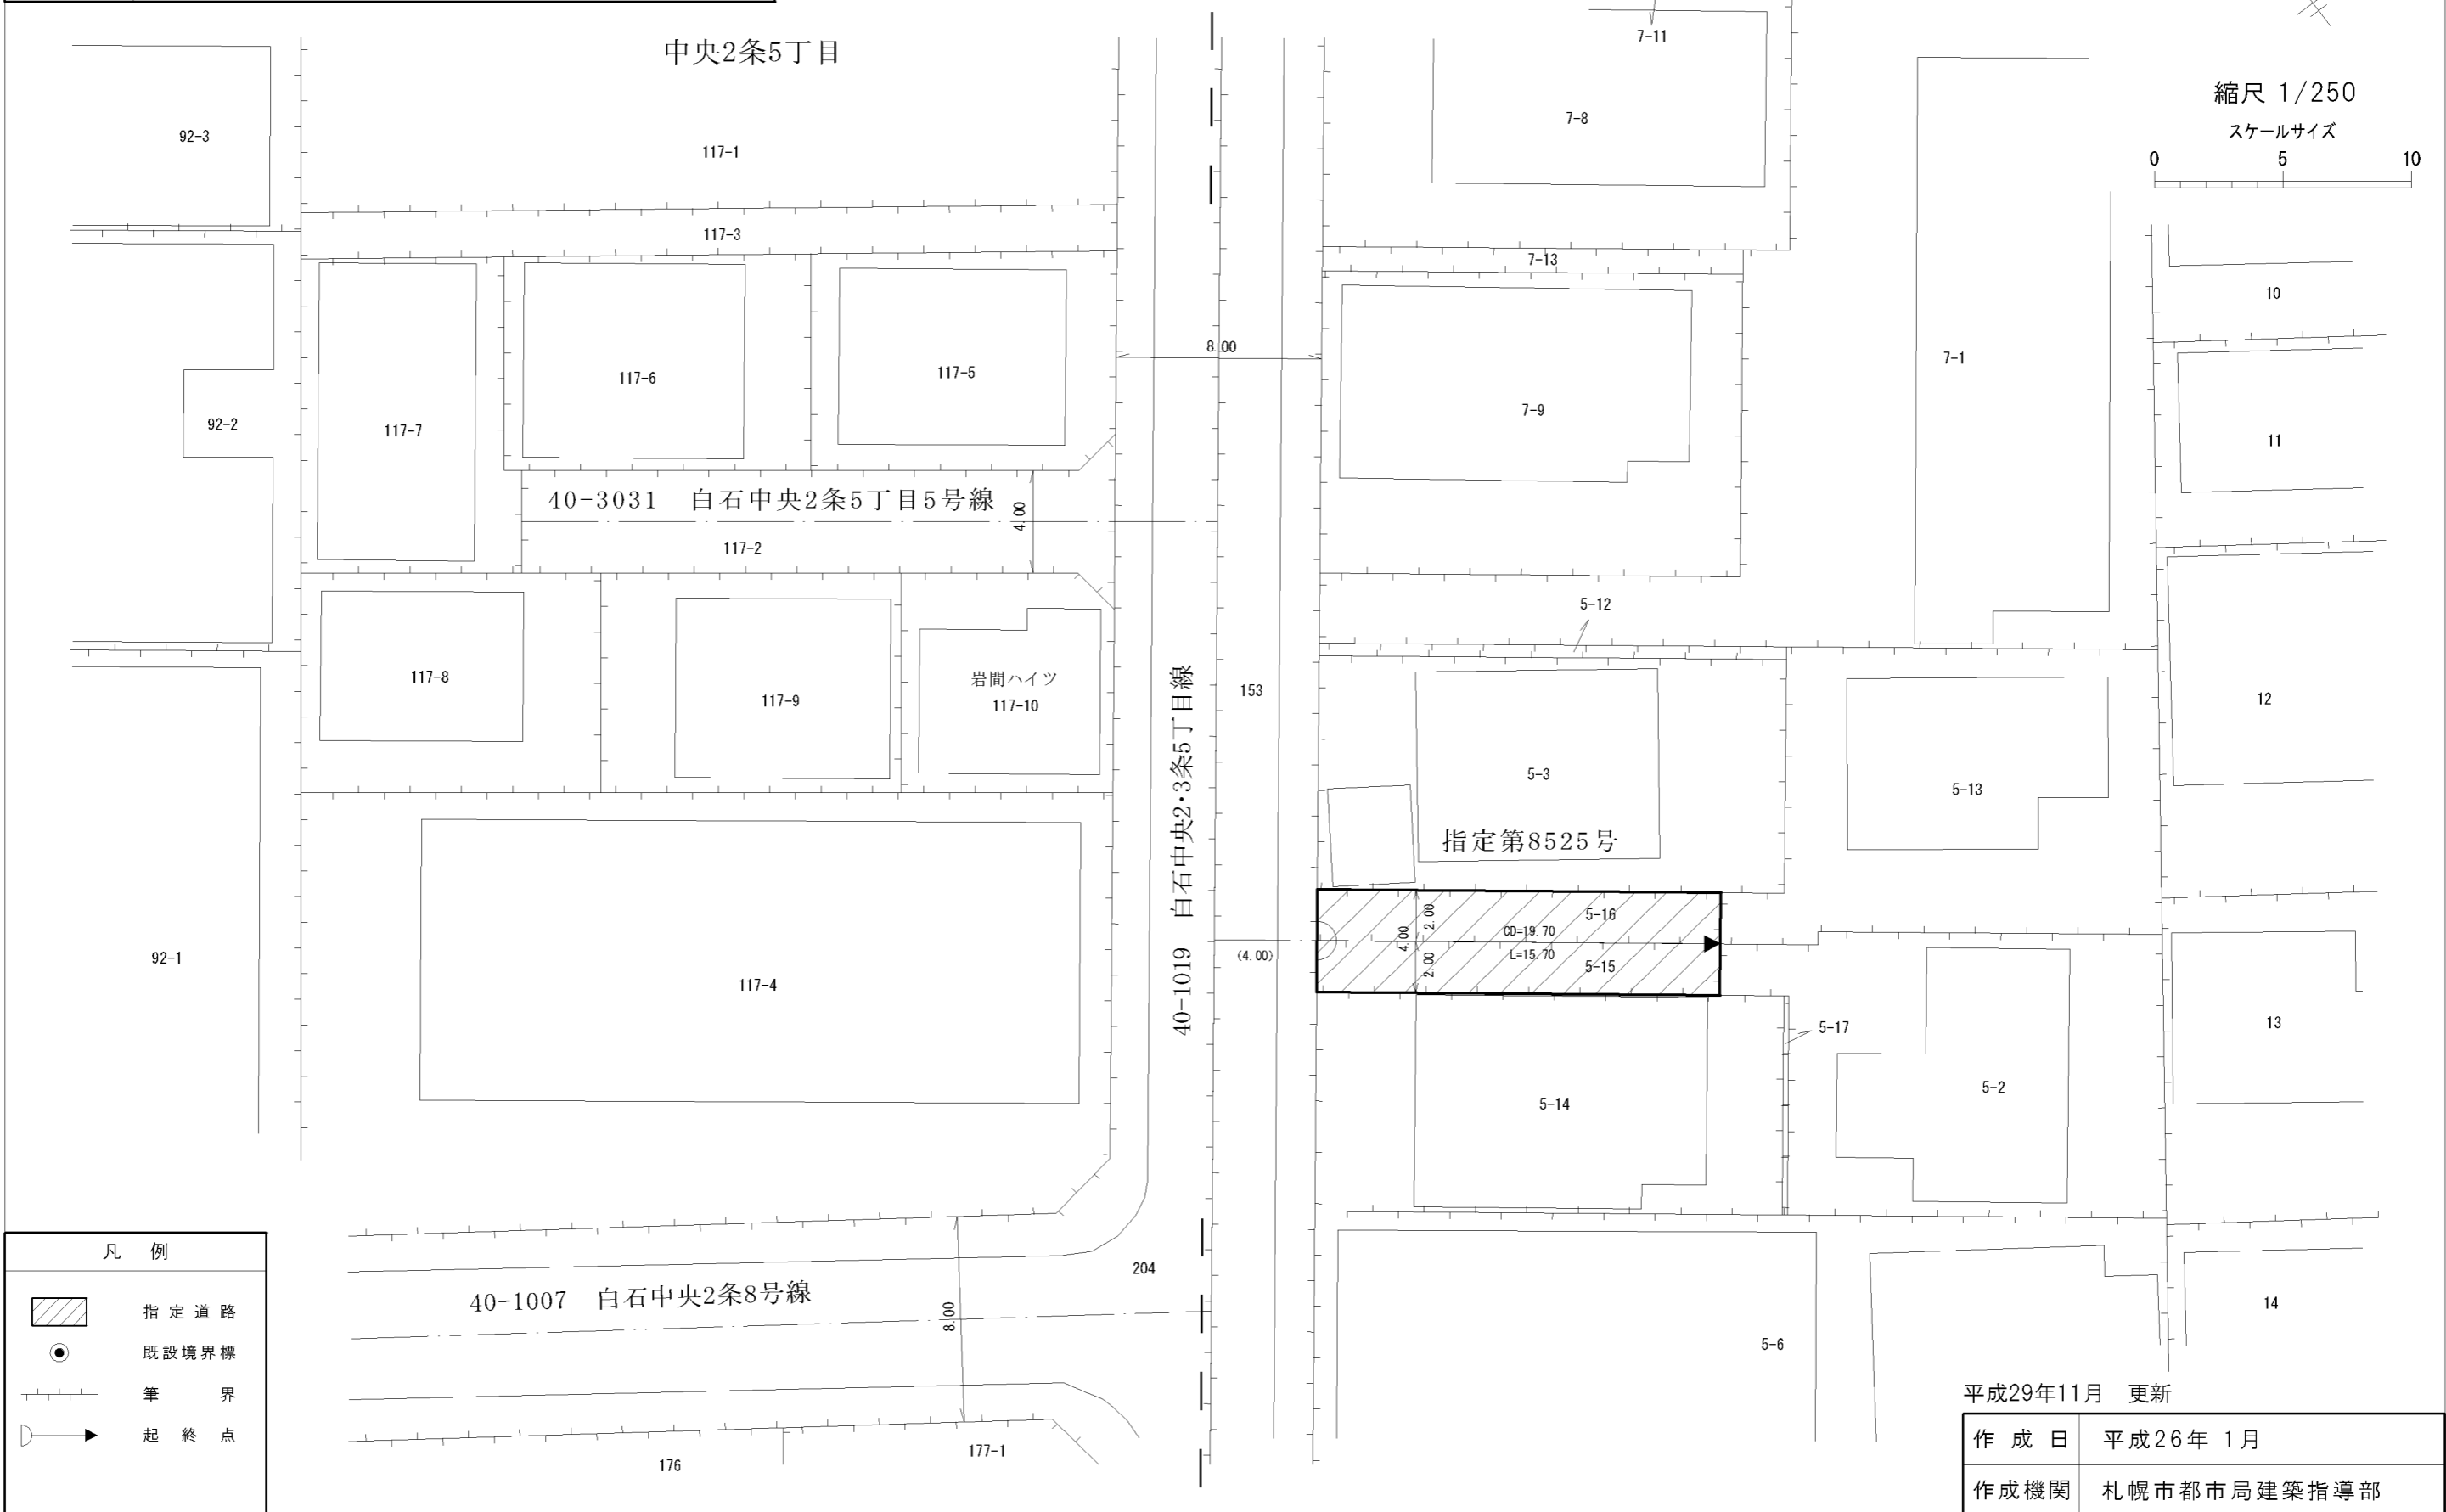 中央2条5丁目
7-11
縮尺 1/250
スケールサイズ
0 5 10
92-3
117-1
7-8
117-3
7-13
10
8.00
7-1
117-6
117-5
7-9
92-2
117-7
11
40-3031 白石中央2条5丁目5号線
4.00
117-2
5-12
117-8
117-9
岩間ハイツ
117-10
153
12
40-1019 白石中央2・3条5丁目線
5-3
5-13
指定第8525号
5-16
2.00
4.00
CD=19.70
L=15.70
2.00
5-15
(4.00)
92-1
117-4
5-17
13
5-14
5-2
204
40-1007 白石中央2条8号線
8.00
14
5-6
176
177-1
凡 例
指定道路
既設境界標
筆 界
起終点
平成29年11月 更新
作成日 平成26年 1月
作成機関 札幌市都市局建築指導部